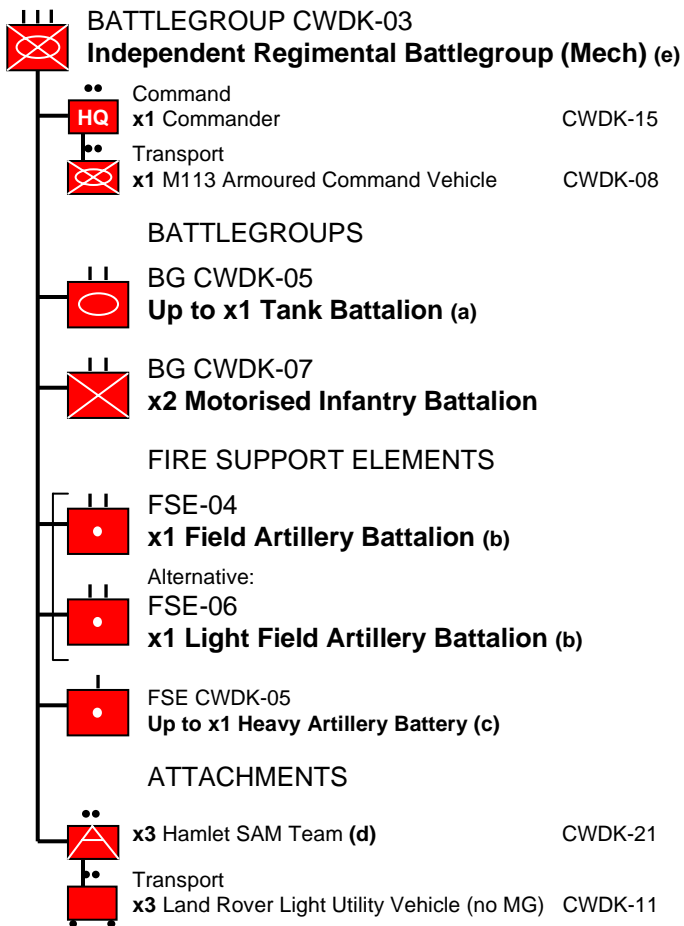 BATTLEGROUP CWDK-03
Independent Regimental Battlegroup (Mech) (e)
Command
HQ x1 Commander CWDK-15
Transport
x1 M113 Armoured Command Vehicle CWDK-08
BATTLEGROUPS
BG CWDK-05
Up to x1 Tank Battalion (a)
BG CWDK-07
x2 Motorised Infantry Battalion
FIRE SUPPORT ELEMENTS
FSE-04
x1 Field Artillery Battalion (b)
Alternative:
FSE-06
x1 Light Field Artillery Battalion (b)
FSE CWDK-05
Up to x1 Heavy Artillery Battery (c)
ATTACHMENTS
x3 Hamlet SAM Team (d) CWDK-21
Transport
x3 Land Rover Light Utility Vehicle (no MG) CWDK-11